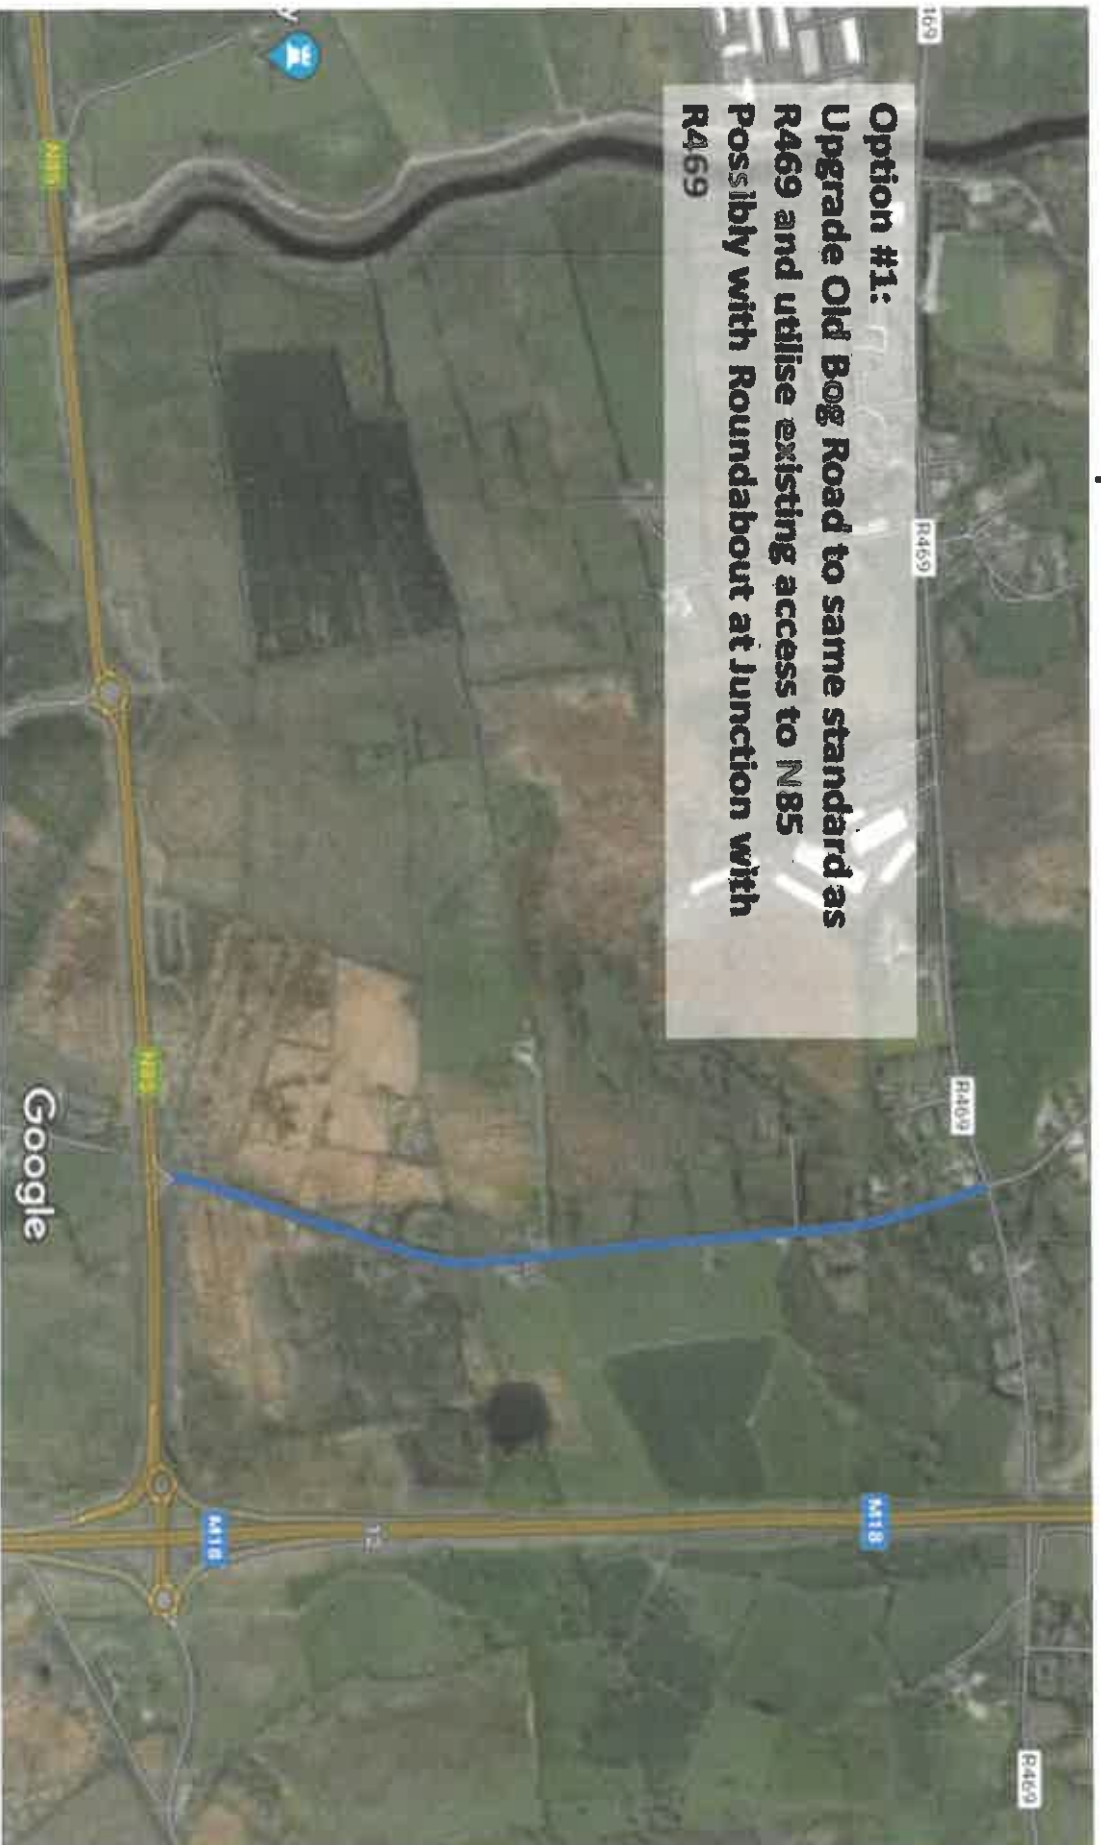 Option #1:
Upgrade Old Bog Road to same standard as
R469 and utilise existing access to N85
Possibly with Roundabout at Junction with
R469
R469
R469
R469
M18
M18
12
N85
N85
Google